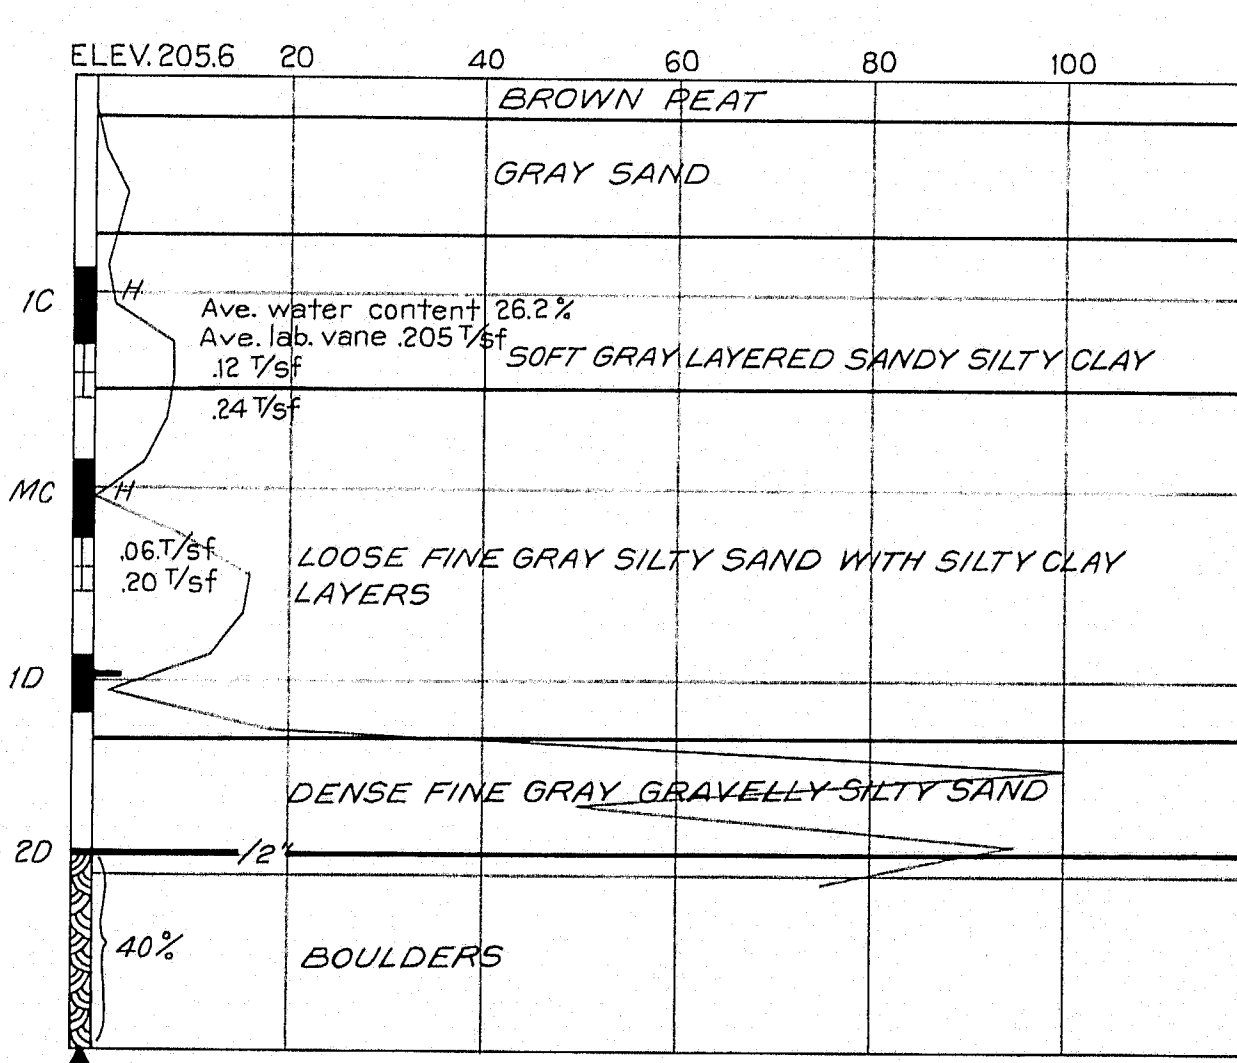 ELEV. 205.6 20 40 60 80 100
BROWN PEAT
GRAY SAND
1C H
Ave. water content 26.2%
Ave. lab. vane .205 T/sf
.12 T/sf
SOFT GRAY LAYERED SANDY SILTY CLAY
.24 T/sf
MC H
.06 T/sf
.20 T/sf
LOOSE FINE GRAY SILTY SAND WITH SILTY CLAY
LAYERS
1D
DENSE FINE GRAY GRAVELLY SILTY SAND
2D /2"
40%
BOULDERS